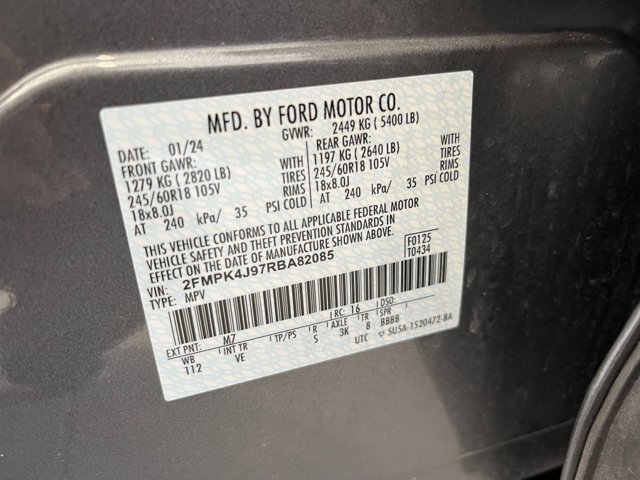 MFD. BY FORD MOTOR CO.
DATE: 01/24 GVWR: 2449 KG ( 5400 LB)
FRONT GAWR: REAR GAWR:
1279 KG ( 2820 LB) WITH 1197 KG ( 2640 LB) WITH
245/60R18 105V TIRES 245/60R18 105V TIRES
18x8.0J RIMS 18x8.0J RIMS
AT 240 kPa/ 35 PSI COLD AT 240 kPa/ 35 PSI COLD
THIS VEHICLE CONFORMS TO ALL APPLICABLE FEDERAL MOTOR
VEHICLE SAFETY AND THEFT PREVENTION STANDARDS IN
EFFECT ON THE DATE OF MANUFACTURE SHOWN ABOVE.
VIN: 2FMPK4J97RBA82085 F0125
TYPE: MPV T0434
EXT PNT: M7 RC: 16 DSO:
WB INT TR TP/PS R AXLE TR SPR
112 VE S 3K 8 BBBB
UTC 5U5A-1520472-BA